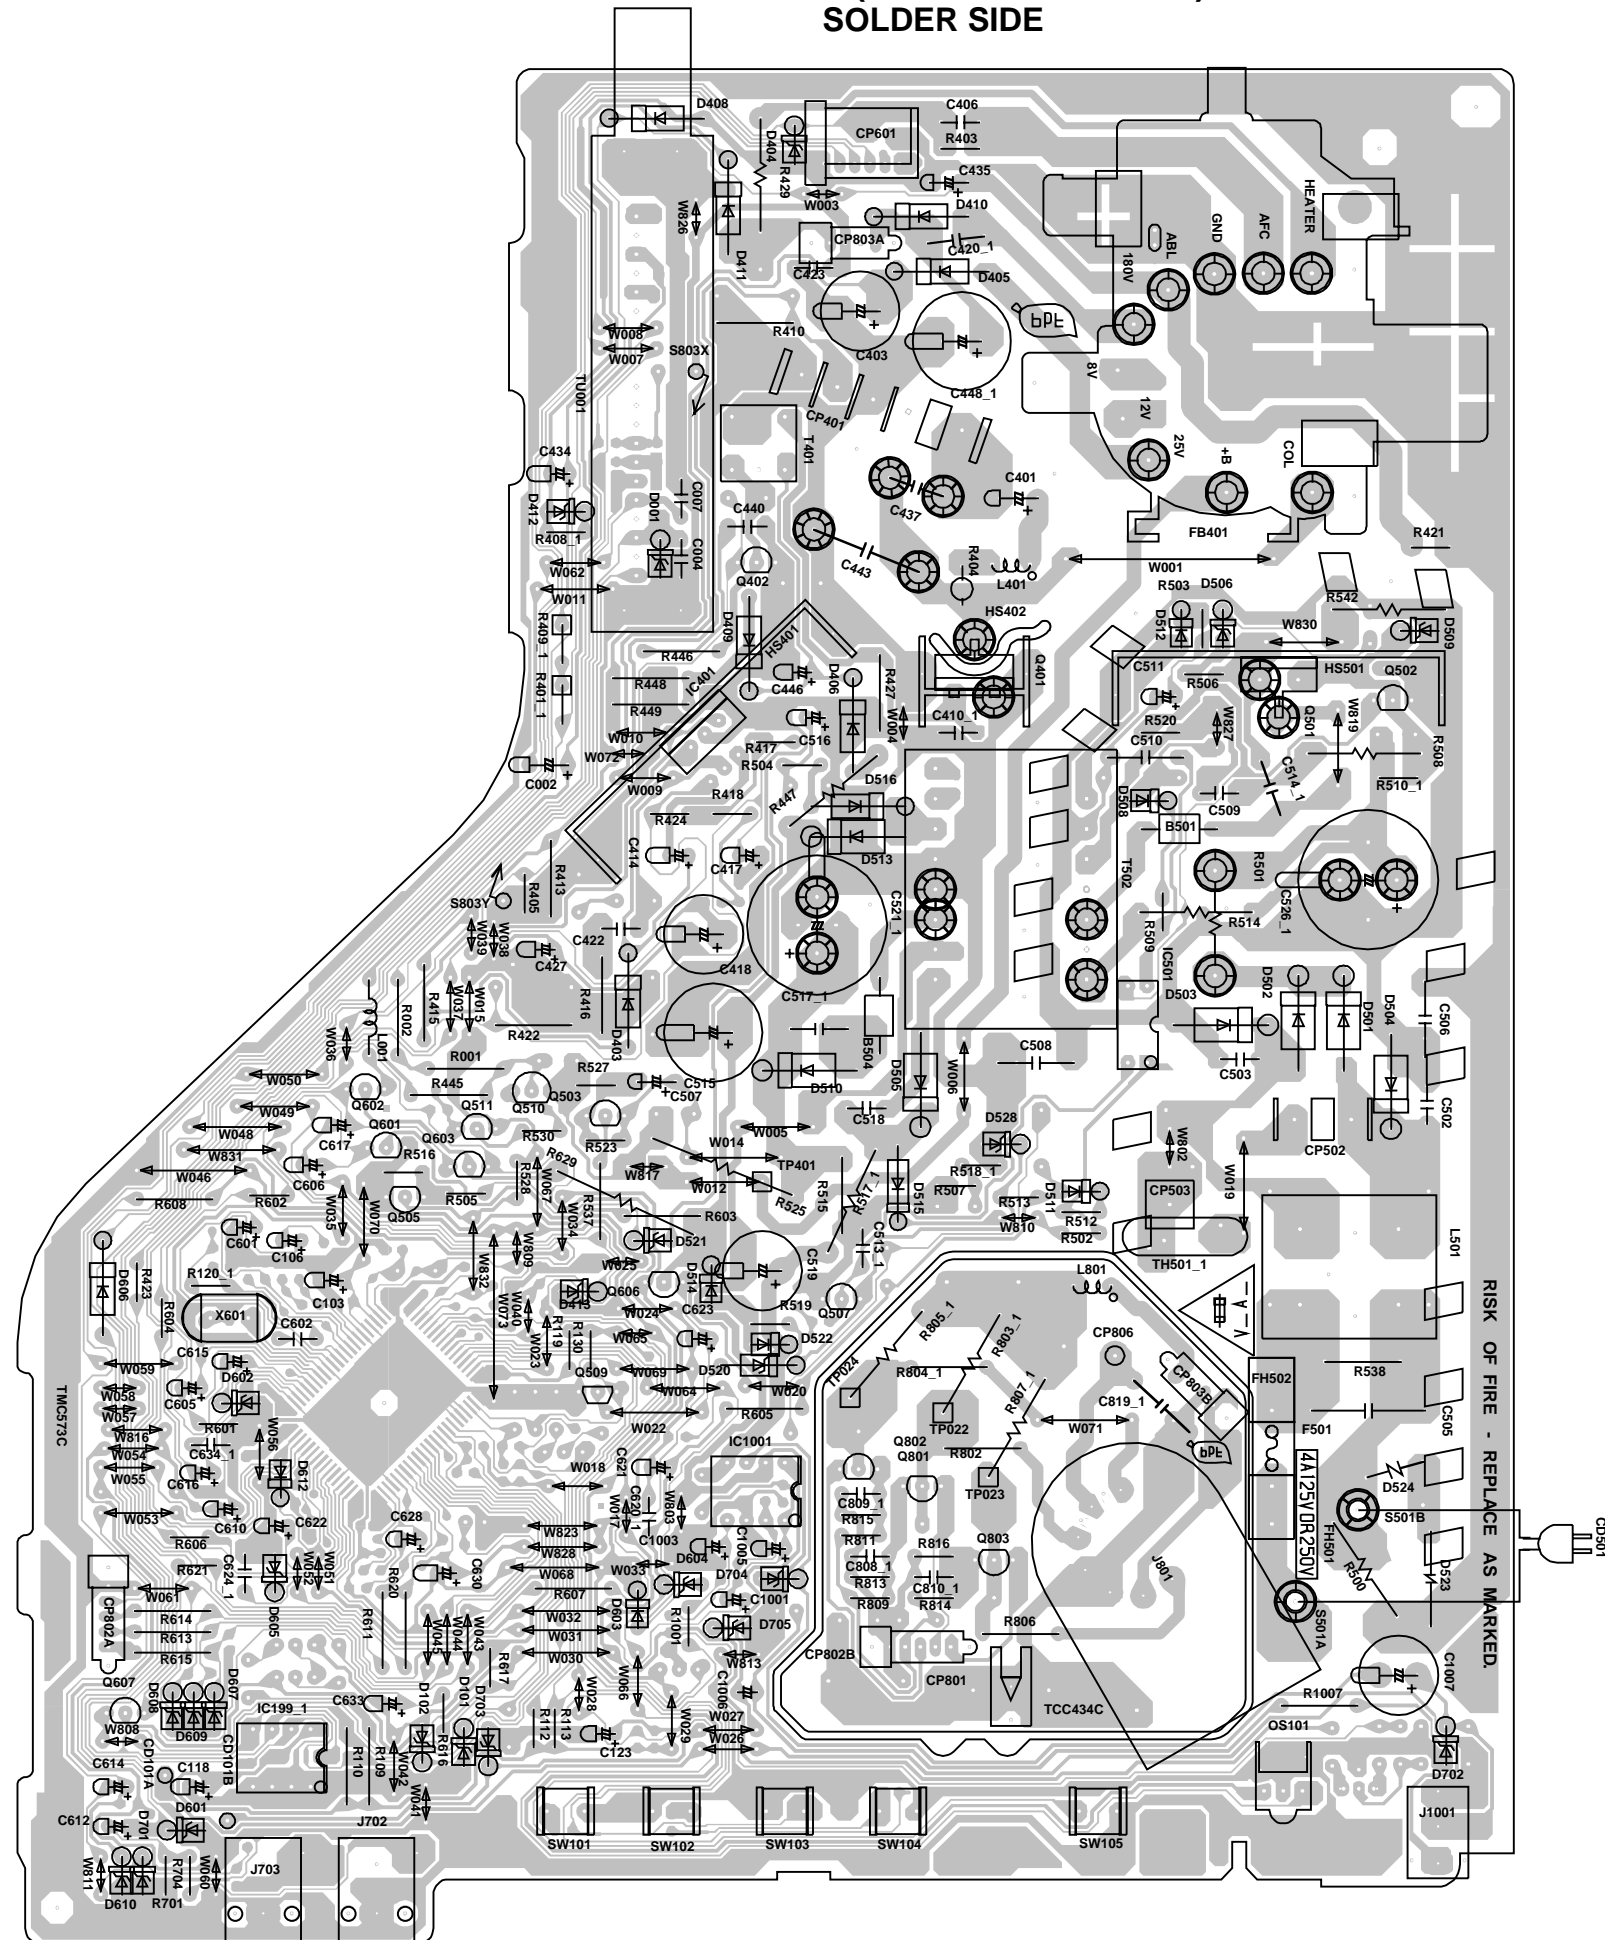 SOLDER SIDE
D408
C406
CP601
R403
D404
R429
C435
W003
D410
W826
CP803A
C420_1
D411
C423
D405
HEATER
AFC
GND
ABL
180V
R410
W008
W007
S803X
C403
C448_1
8V
TU001
CP401
12V
T401
25V
+B
COL
C434
C401
D412
C007
D001
C440
C437
FB401
R421
R408_1
C004
W062
Q402
C443
R404
L401
W001
W011
R503
D506
R542
HS402
R409_1
D409
HS401
D512
W830
D509
R446
Q401
C511
HS501
Q502
R401_1
R448
IC401
C446
D406
R427
R506
R449
W004
C410_1
W827
Q501
W819
W010
R417
C516
R520
C510
W072
R504
R508
C002
W009
D516
C514_1
R510_1
R418
R447
D508
C509
R424
B501
C414
C417
D513
T502
R501
R413
R405
C521_1
C526_1
S803Y
R514
W039
W038
C422
R509
C427
C418
IC501
C517_1
D503
D502
R002
R415
W037
W015
R416
D501
D504
C506
W036
L001
R422
D403
B504
R001
C508
W050
R527
C503
R445
C515
D510
D505
W006
W049
Q602
Q511
Q510
Q503
C507
C518
C502
W048
C617
Q601
Q603
R530
R523
W005
D528
W831
R516
W014
W802
CP502
W046
C606
R629
W817
TP401
R518_1
W019
R608
R602
W035
W070
Q505
R505
R528
W067
R537
W012
R525
R515
R517_1
D515
R507
R513
D511
CP503
W034
R603
W810
R512
C601
C106
W832
W809
D521
C513_1
R502
L501
TH501_1
D606
R423
R120_1
C103
W825
D514
C519
L801
Q606
D413
R604
X601
W073
W040
W024
C623
R519
Q507
C602
R119
R130
W065
R805_1
R803_1
CP806
RISK OF FIRE - REPLACE AS MARKED.
C615
W023
D522
W059
D602
Q509
W069
D520
TP024
R804_1
CP803B
R538
TMC573C
W058
C605
W064
W020
R807_1
C819_1
FH502
W057
R601
W022
R605
TP022
W071
F501
C505
W816
C634_1
W056
IC1001
Q802
R802
W054
D612
C621
Q801
W055
C616
W018
TP023
4A125V OR 250V
D524
W053
C610
C622
C628
W017
C620_1
W803
C809_1
S501B
R606
W823
R815
R811
R816
Q803
FH501
CD501
W828
C1003
C1005
R621
C624_1
W052
W051
C630
W068
W033
D604
D704
C808_1
J801
R500
D523
W061
R620
R607
R813
C810_1
CP802A
R614
D605
R611
W032
D603
C1001
R809
R814
R613
W045
W044
W043
W031
R1001
D705
R806
S501A
R615
W030
W813
CP802B
Q607
D608
D607
R617
W028
W066
CP801
C1007
IC199_1
C633
D102
D101
D703
C1006
TCC434C
R1007
W808
D609
R112
R113
W029
W027
OS101
CD101B
R110
R109
R616
C123
W026
C614
CD101A
C118
W042
D702
D601
W041
C612
D701
J702
SW101
SW102
SW103
SW104
SW105
J1001
W811
R704
W060
J703
D610
R701